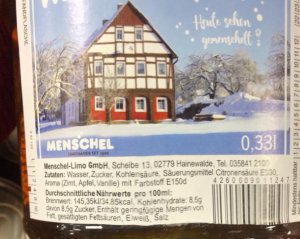 Heute schon
gemenschelt!
MENSCHEL
0,33l
Menschel-Limo GmbH, Scheibe 13, 02779 Hainewalde, Tel. 035841 2100
Zutaten: Wasser, Zucker, Kohlensäure, Säuerungsmittel Citronensäure E330,
Aroma (Zimt, Apfel, Vanille) mit Farbstoff E150d
Durchschnittliche Nährwerte pro 100ml:
Brennwert: 145,35kJ/34,85kcal, Kohlenhydrate: 8,5g
davon 8,5g Zucker; Enthält geringfügige Mengen von
Fett, gesättigten Fettsäuren, Eiweiß, Salz
4260060901124